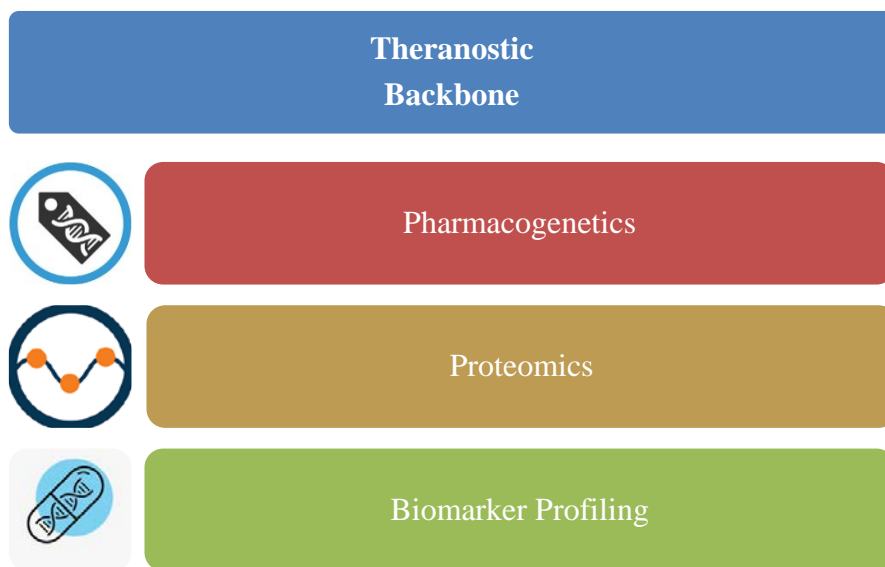 Theranostic
Backbone
Pharmacogenetics
Proteomics
Biomarker Profiling